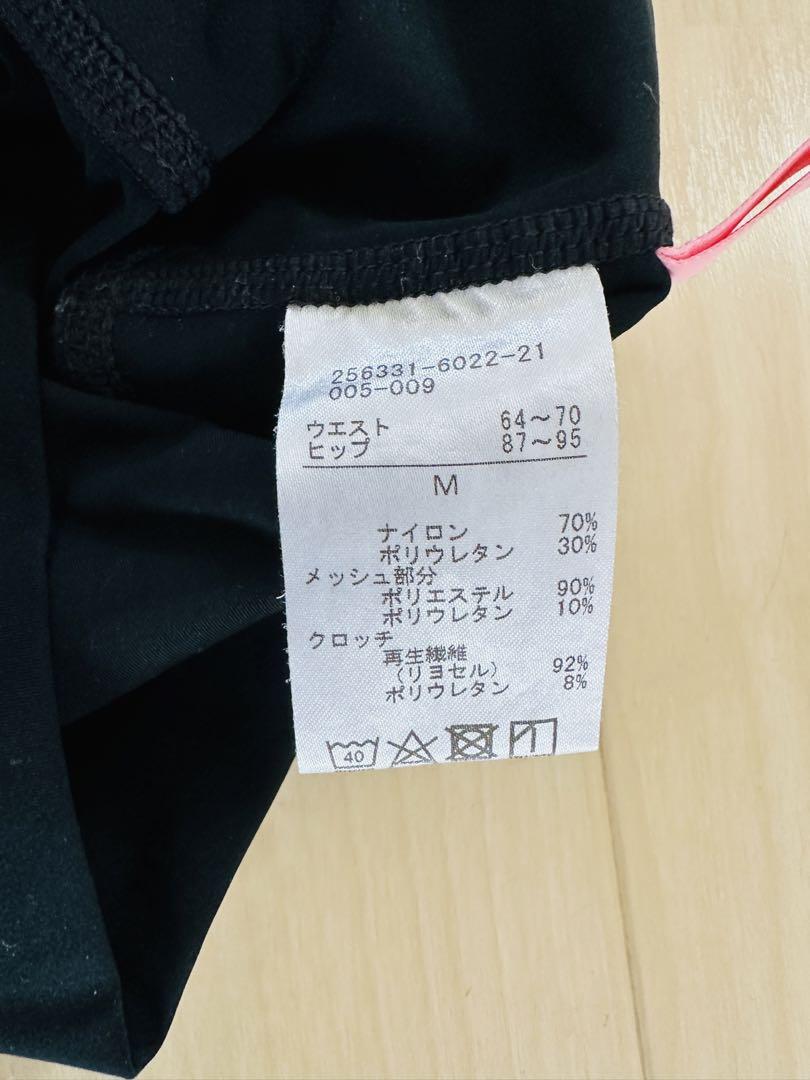 256331-6022-21
005-009
ウエスト 64～70
ヒップ 87～95
M
ナイロン 70%
ポリウレタン 30%
メッシュ部分
ポリエステル 90%
ポリウレタン 10%
クロッチ
再生繊維
(リヨセル) 92%
ポリウレタン 8%
40